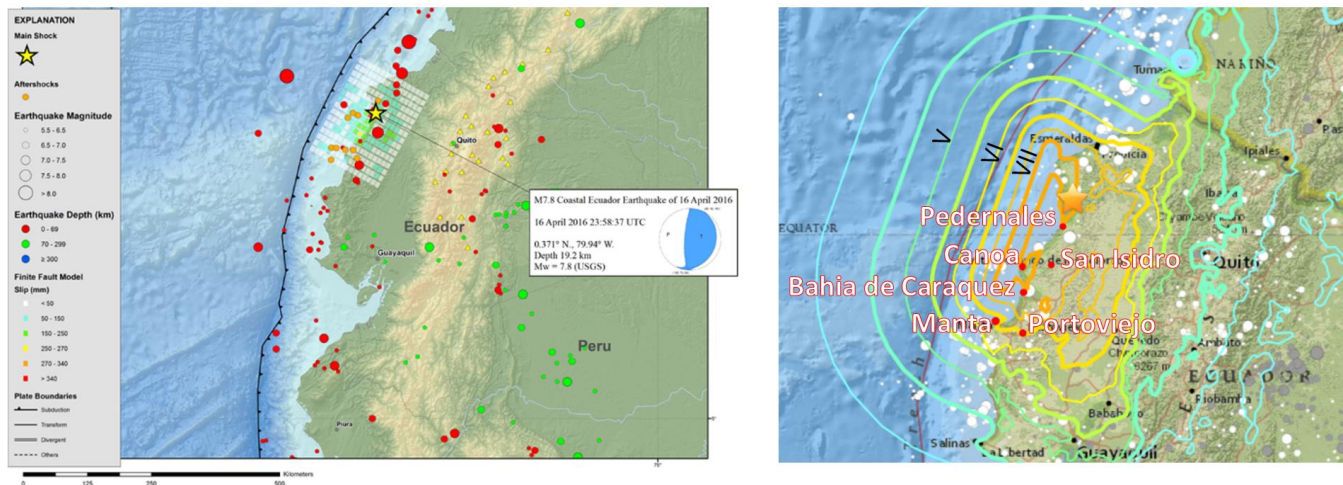 EXPLANATION
Main Shock
Aftershocks
Earthquake Magnitude
5.5 - 6.5
6.5 - 7.0
7.0 - 7.5
7.5 - 8.0
> 8.0
Earthquake Depth (km)
0 - 69
70 - 299
≥ 300
Finite Fault Model
Slip (mm)
< 50
50 - 150
150 - 250
250 - 270
270 - 340
> 340
Plate Boundaries
Subduction
Transform
Divergent
Others
0
125
250
500
Kilometers
Quito
Ecuador
Guayaquil
Peru
Piura
75°
M7.8 Coastal Ecuador Earthquake of 16 April 2016
16 April 2016 23:58:37 UTC
0.371° N., 79.94° W.
Depth 19.2 km
Mw = 7.8 (USGS)
P
T
V
VI
VII
Tuma
NARIÑO
Pas
Esmeraldas
Ipiales
EQUATOR
Pedernales
Canoa
San Isidro
Bahia de Caraquez
Manta
Portoviejo
Quito
Ambato
ECUADOR
Riobamba
Babahoyo
Salinas
La Libertad
Guayaquil